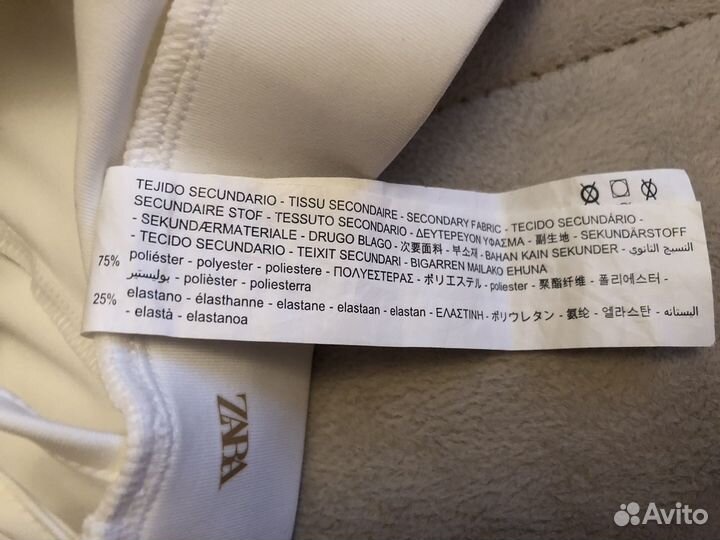 TEJIDO SECUNDARIO - TISSU SECONDAIRE - SECONDARY FABRIC - TECIDO SECUNDÁRIO -
SECUNDAIRE STOF - TESSUTO SECONDARIO - ΔΕΥΤΕΡΕΥΟΝ ΥΦΑΣΜΑ - 副生地 - SEKUNDÄRSTOFF
- SEKUNDÆRMATERIALE - DRUGO BLAGO - 次要面料 - 부소재 - BAHAN KAIN SEKUNDER - النسيج الثانوي
- TECIDO SECUNDARIO - TEIXIT SECUNDARI - BIGARREN MAILAKO EHUNA
75% poliéster - polyester - poliestere - ΠΟΛΥΕΣΤΕΡΑΣ - ポリエステル - poliester - 聚酯纤维 - 폴리에스터 -
بوليستير - polièster - poliesterra
25% elastano - élasthanne - elastane - elastaan - elastan - ΕΛΑΣΤΙΝΗ - ポリウレタン - 氨纶 - 엘라스탄 - اليستانه
- elastà - elastanoa
ZARA
Avito